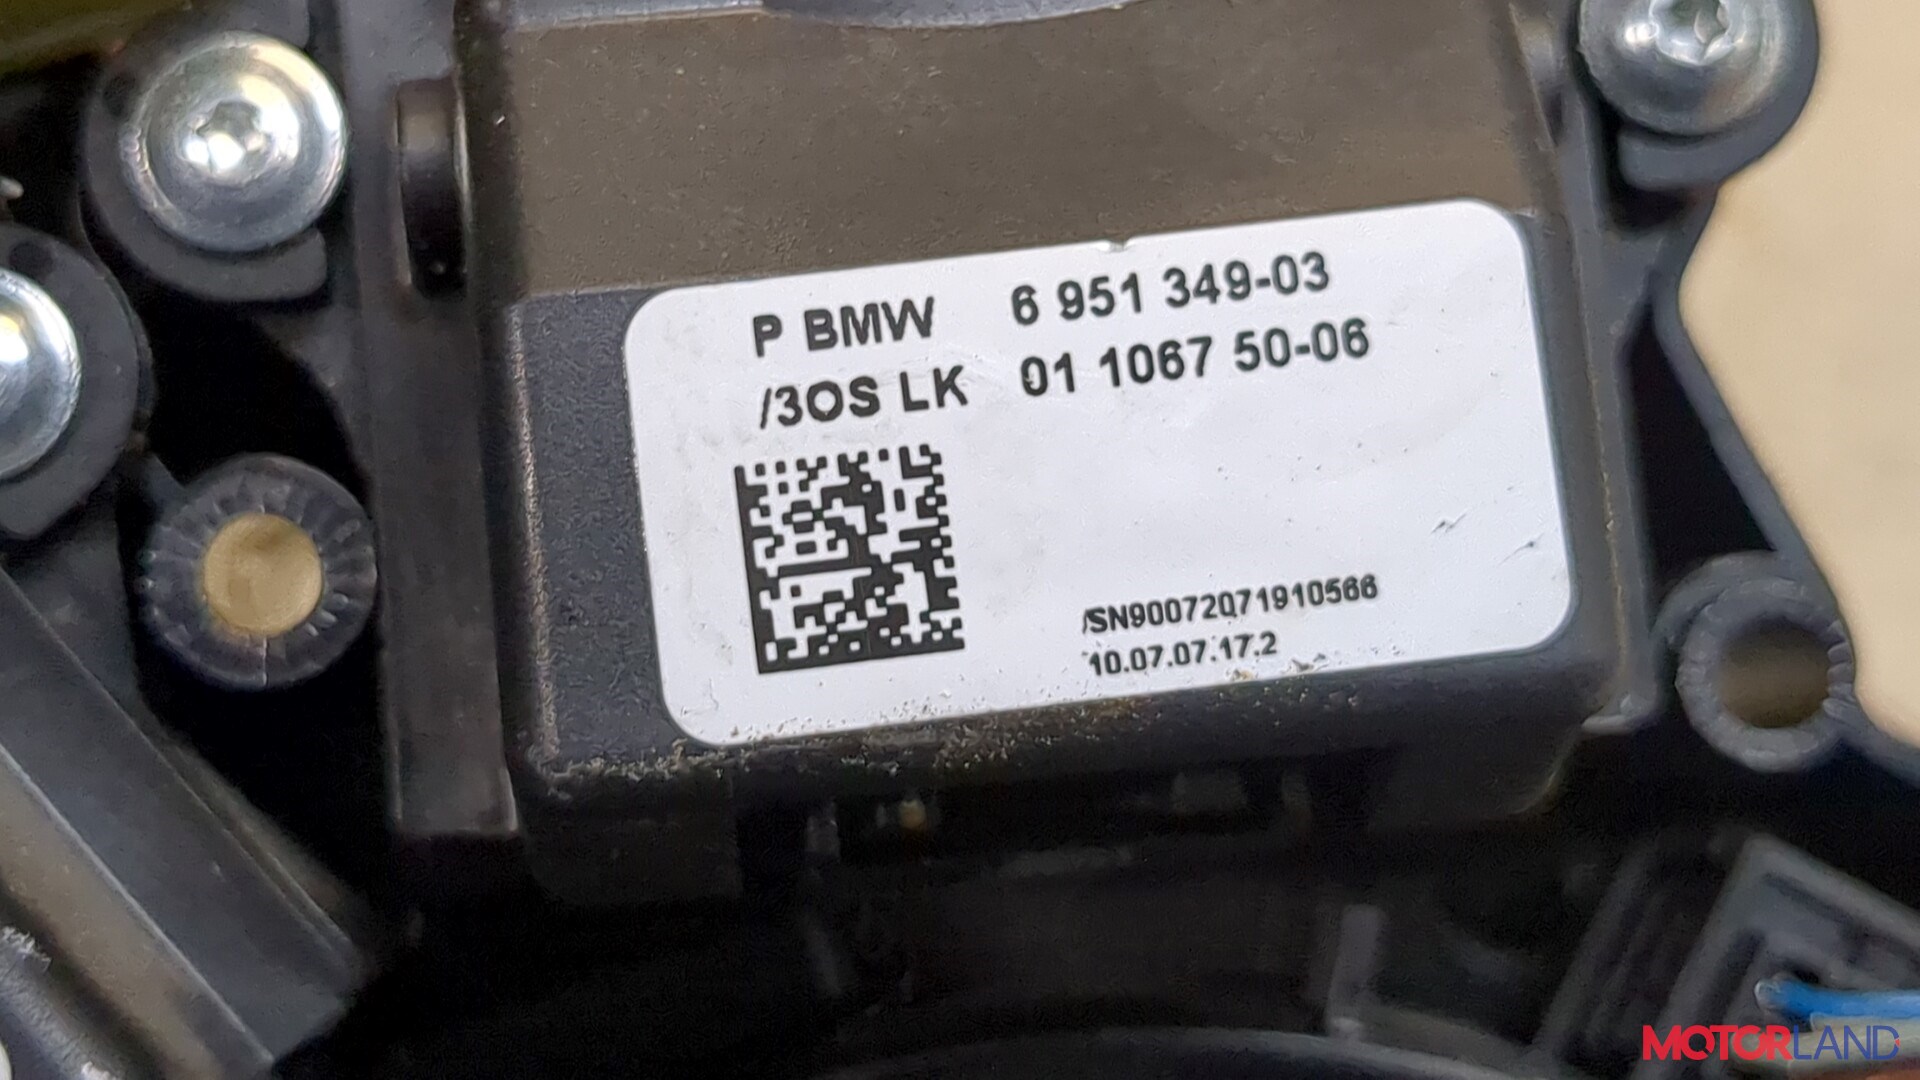 P BMW 6 951 349-03
/3OS LK 01 1067 50-06
/SN90072071910566
10.07.07.17.2
MOTORLAND